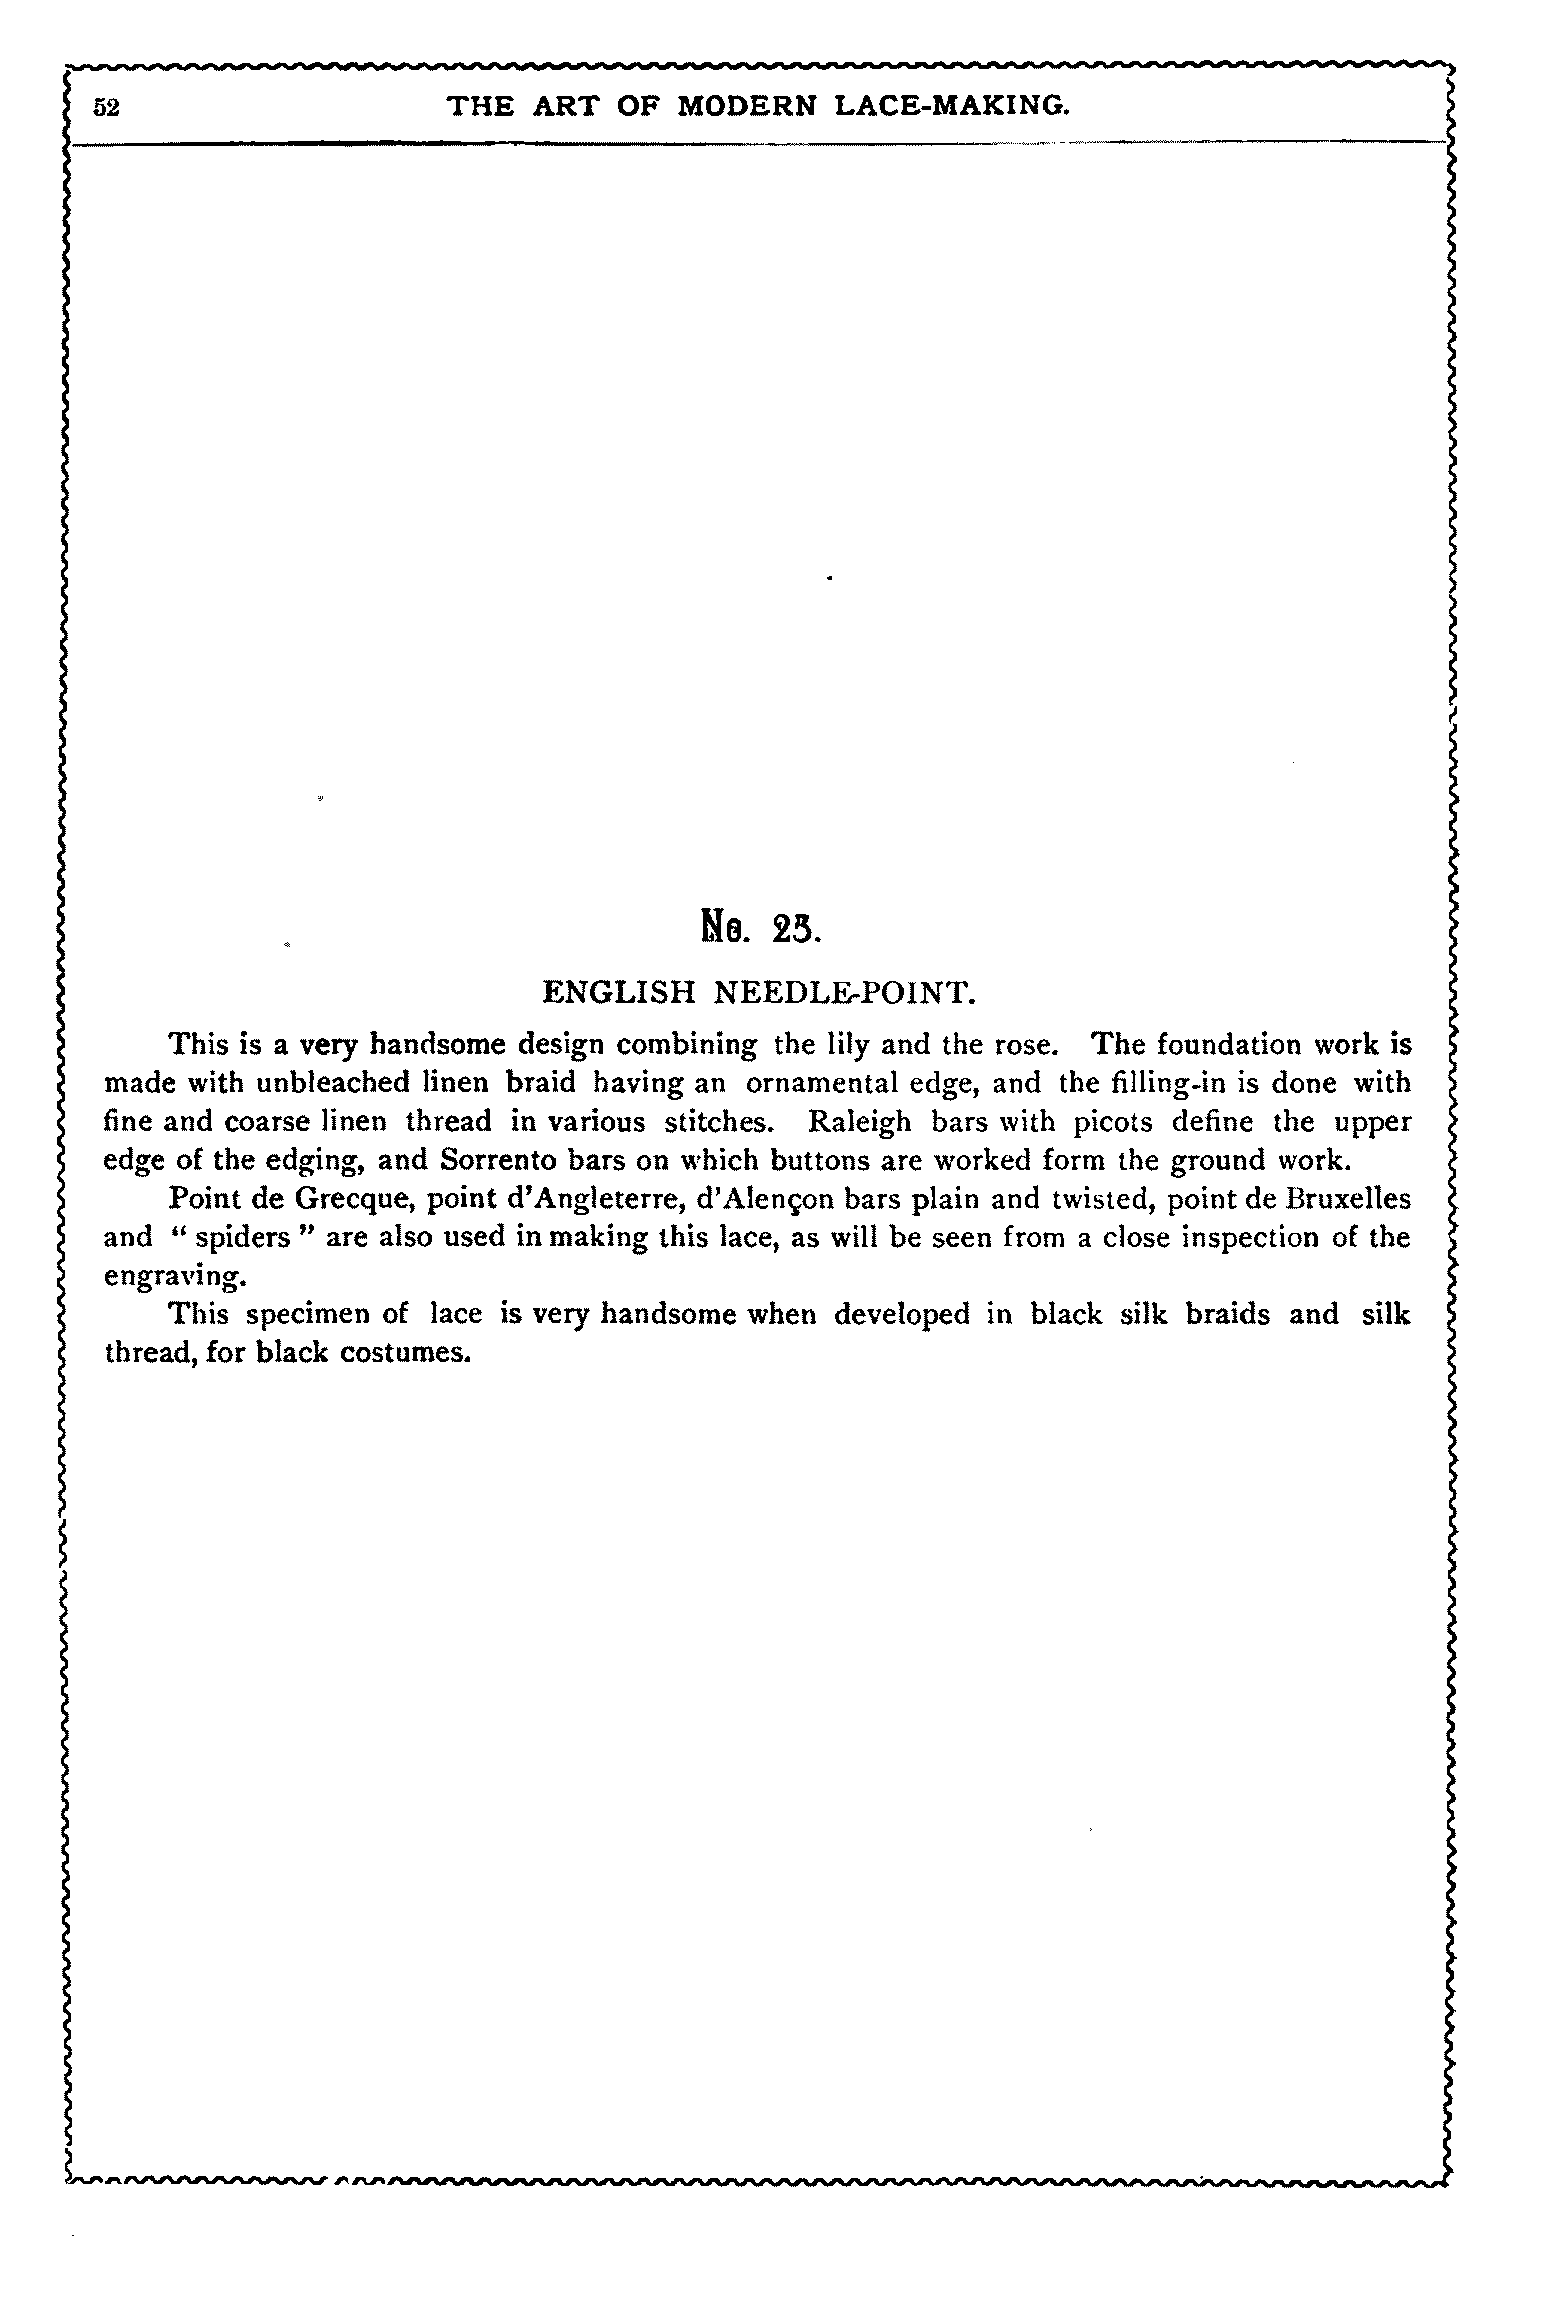 52
THE ART OF MODERN LACE-MAKING.
No. 23.
ENGLISH NEEDLE-POINT.
This is a very handsome design combining the lily and the rose. The foundation work is
made with unbleached linen braid having an ornamental edge, and the filling-in is done with
fine and coarse linen thread in various stitches. Raleigh bars with picots define the upper
edge of the edging, and Sorrento bars on which buttons are worked form the ground work.
Point de Grecque, point d'Angleterre, d'Alençon bars plain and twisted, point de Bruxelles
and " spiders " are also used in making this lace, as will be seen from a close inspection of the
engraving.
This specimen of lace is very handsome when developed in black silk braids and silk
thread, for black costumes.